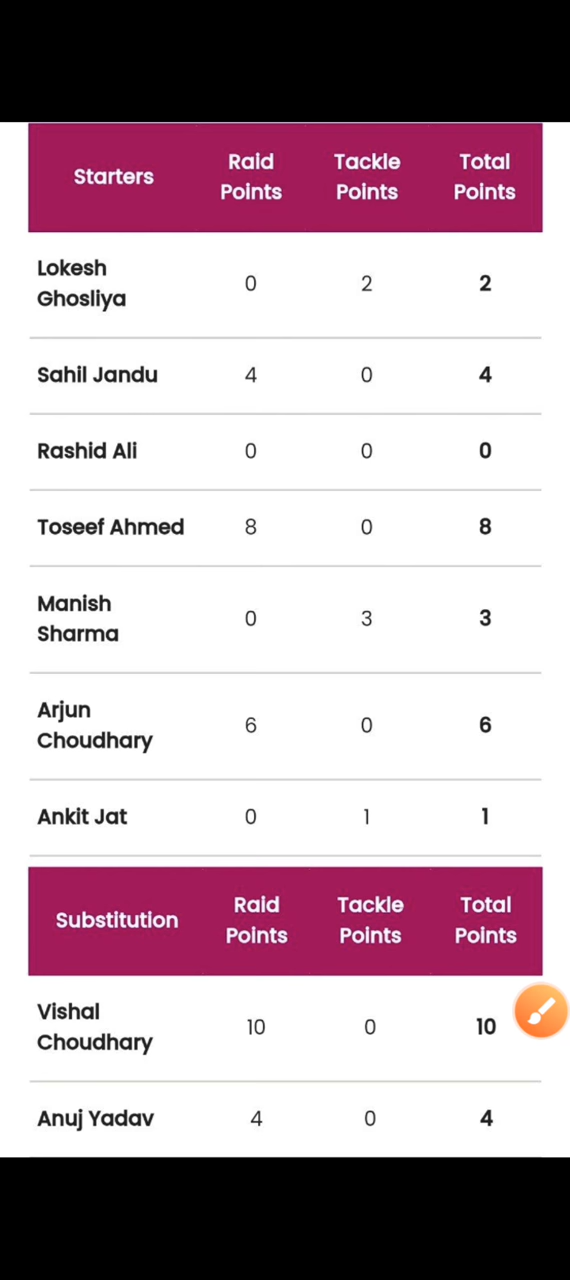 Starters Raid Points Tackle Points Total Points
Lokesh Ghosliya 0 2 2
Sahil Jandu 4 0 4
Rashid Ali 0 0 0
Toseef Ahmed 8 0 8
Manish Sharma 0 3 3
Arjun Choudhary 6 0 6
Ankit Jat 0 1 1
Substitution Raid Points Tackle Points Total Points
Vishal Choudhary 10 0 10
Anuj Yadav 4 0 4